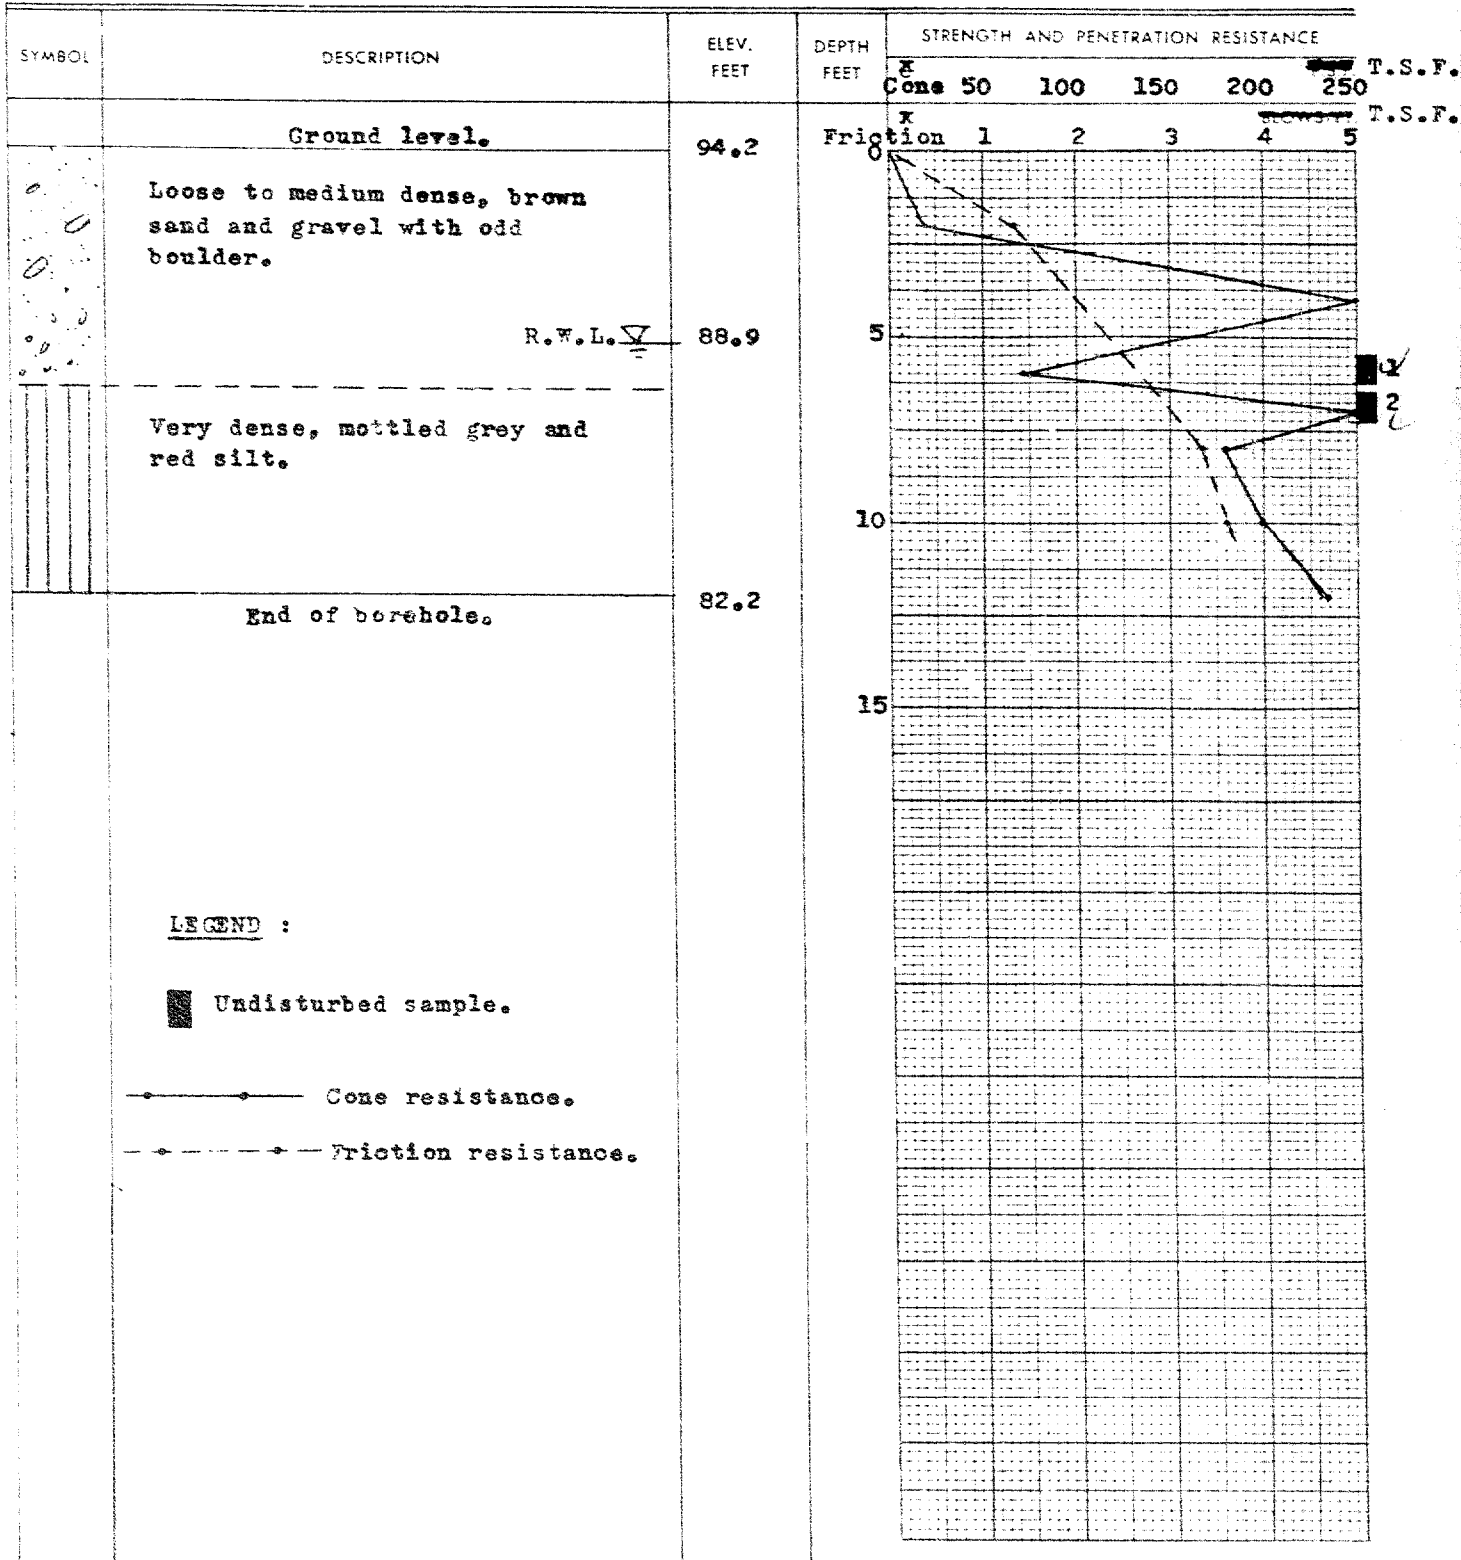 SYMBOL DESCRIPTION ELEV. FEET DEPTH FEET STRENGTH AND PENETRATION RESISTANCE
T.S.F.
Cone 50 100 150 200 250
T.S.F.
Friction 1 2 3 4 5
Ground level. 94.2 0
Loose to medium dense, brown
sand and gravel with odd
boulder.
R.W.L. 88.9 5
1
2
Very dense, mottled grey and
red silt.
10
End of borehole. 82.2
15
LEGEND :
Undisturbed sample.
Cone resistance.
Friction resistance.